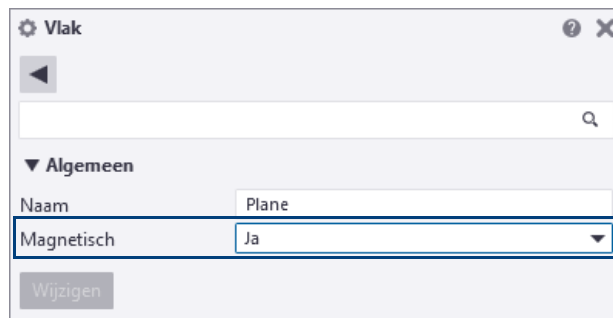 Vlak
Algemeen
Naam Plane
Magnetisch Ja
Wijzigen